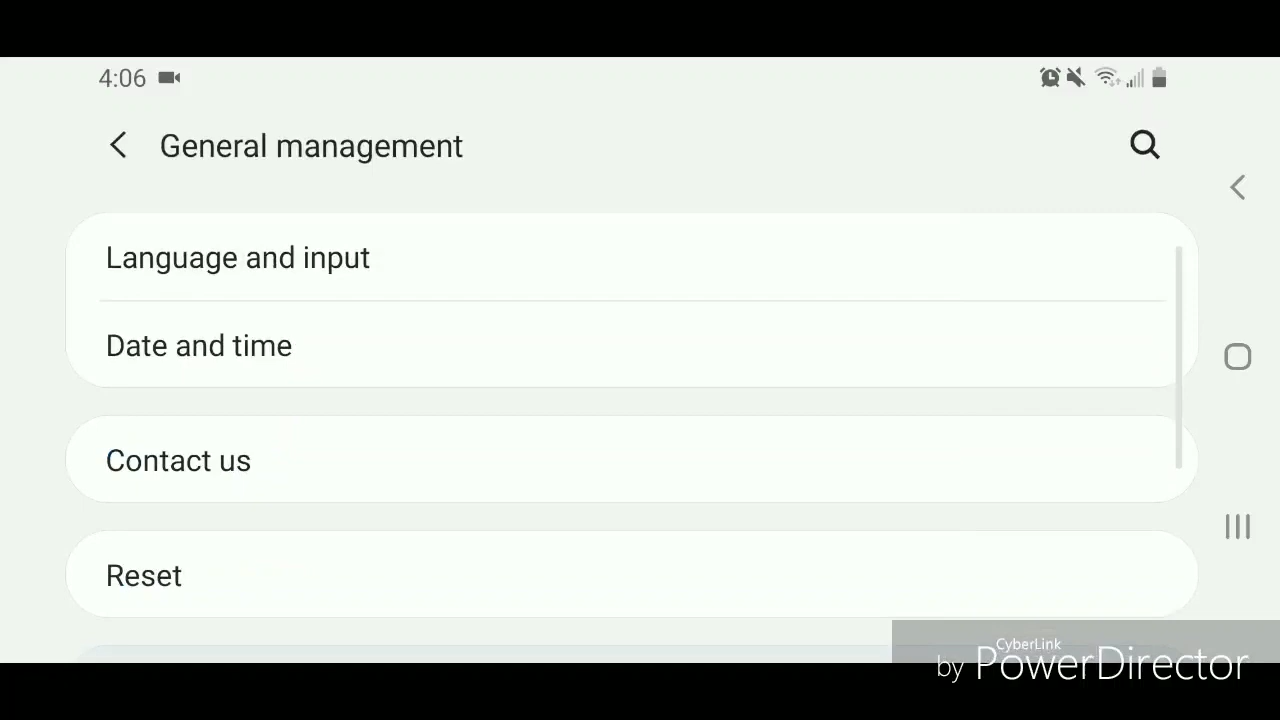 4:06
General management
Language and input
Date and time
Contact us
Reset
CyberLink
by PowerDirector